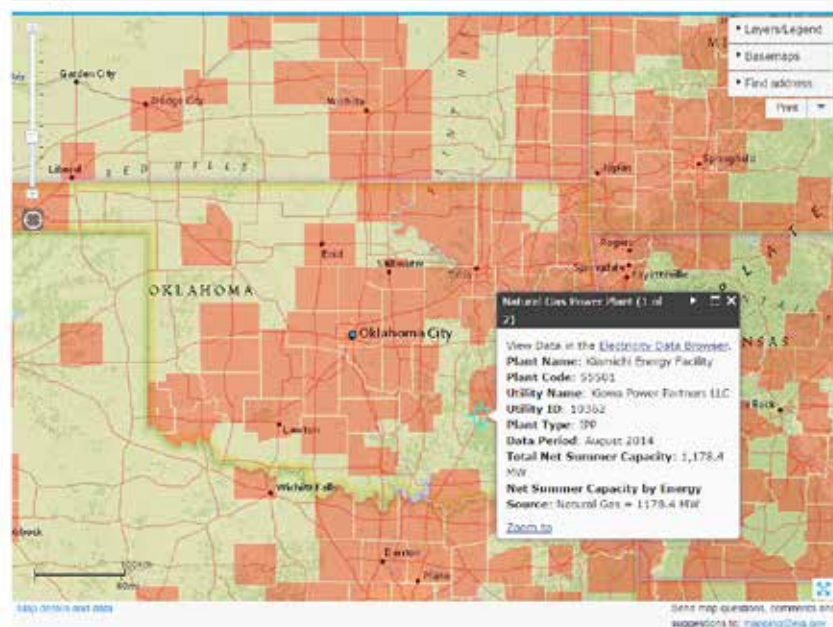 Layers/Legend
Basemaps
Find address
Print
Garden City
Dodge City
Wichita
Liberal
RED HILLS
Joplin
Springfield
Enid
Stillwater
Tulsa
Rogers
Springdale
Fayetteville
OKLAHOMA
Oklahoma City
Lawton
Wichita Falls
Denton
Plano
Natural Gas Power Plant (1 of
2)
View Data in the Electricity Data Browser.
Plant Name: Kiamichi Energy Facility
Plant Code: 55501
Utility Name: Kiowa Power Partners LLC
Utility ID: 10362
Plant Type: IPP
Data Period: August 2014
Total Net Summer Capacity: 1,178.4
MW
Net Summer Capacity by Energy
Source: Natural Gas = 1178.4 MW
Zoom to
NSAS
Rock
100km
60mi
Map details and data
Send map questions, comments and
suggestions to: mapping@eia.gov